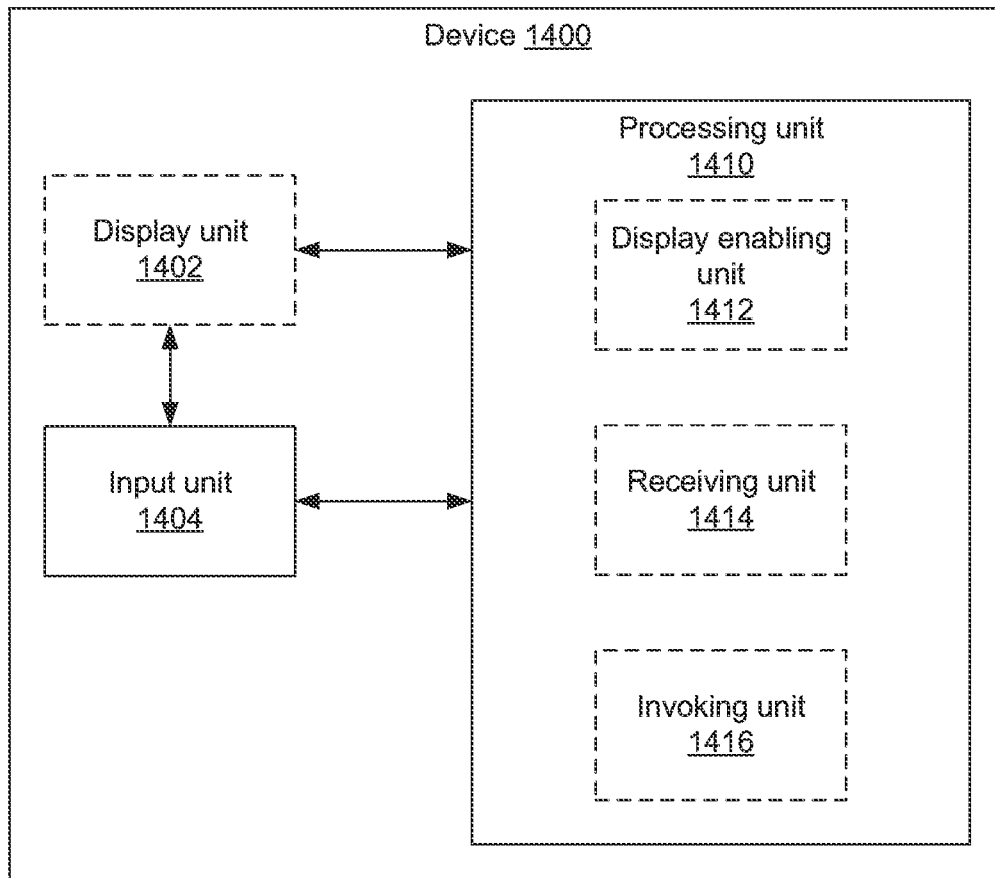 Device 1400
Processing unit
1410
Display unit
1402
Display enabling
unit
1412
Input unit
1404
Receiving unit
1414
Invoking unit
1416